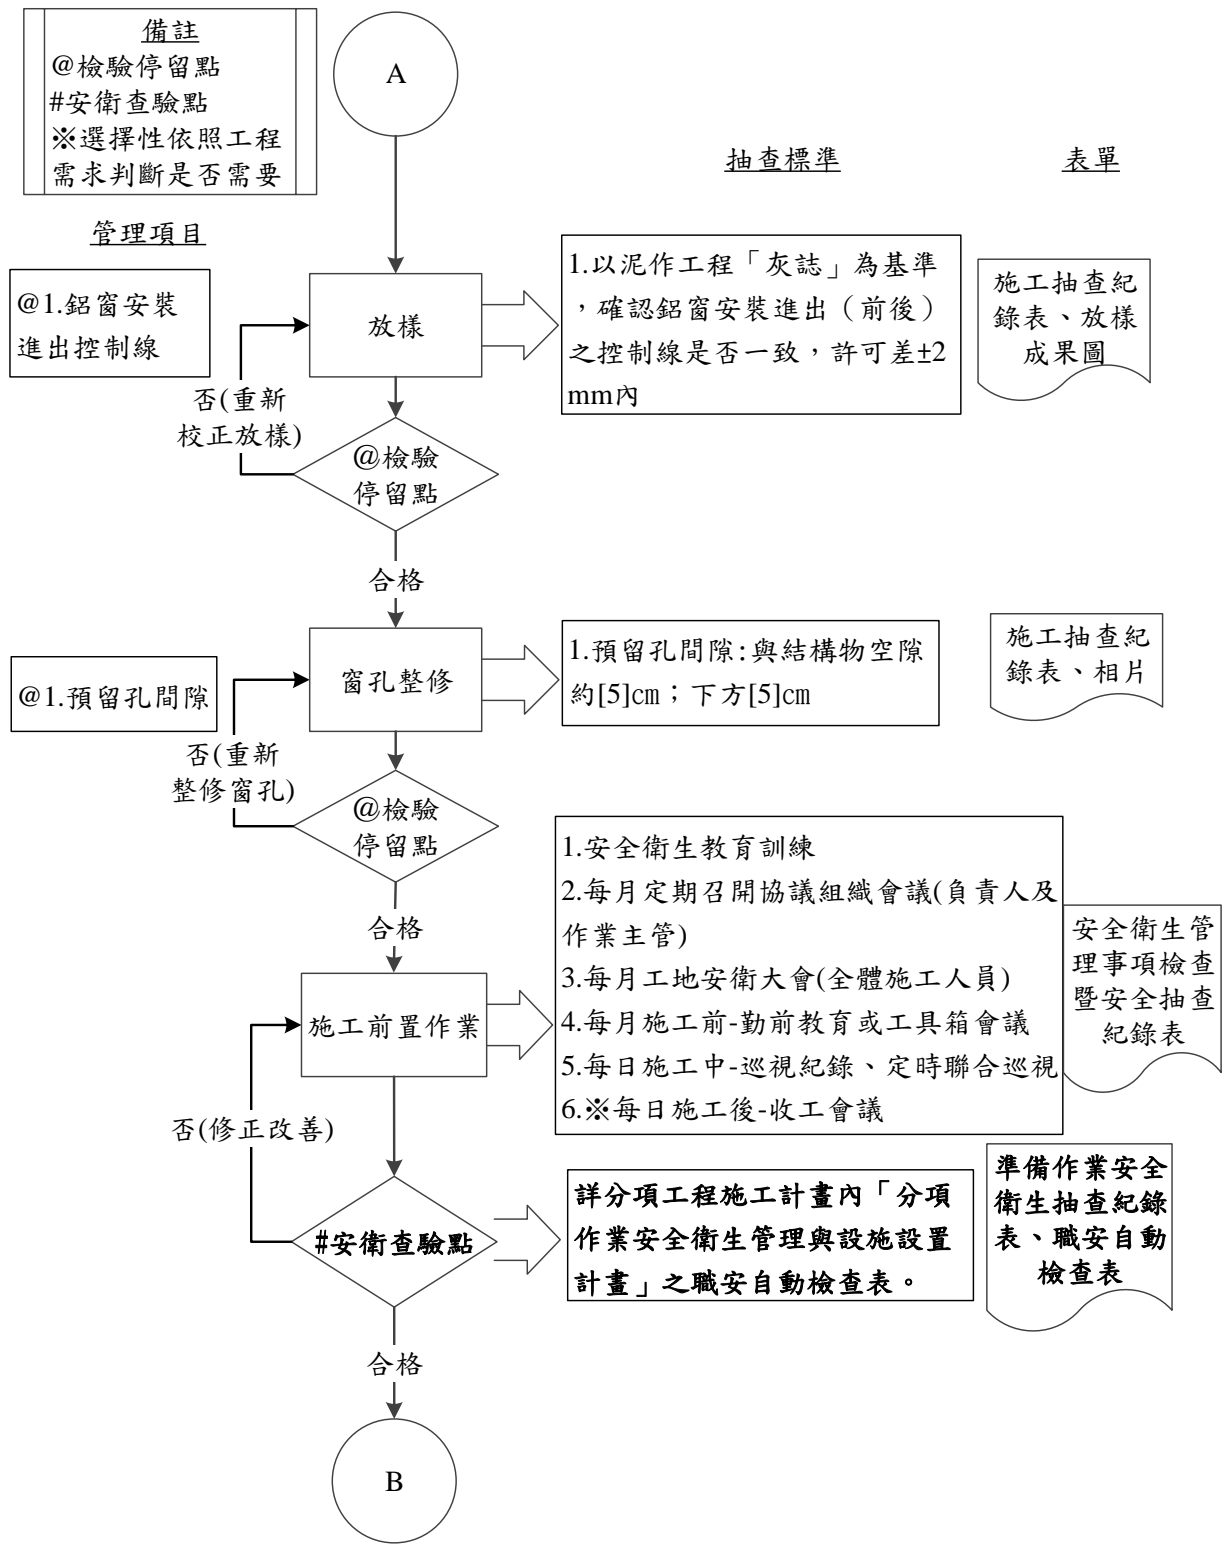 備註
@檢驗停留點
#安衛查驗點
※選擇性依照工程
需求判斷是否需要
A
管理項目
抽查標準
表單
@1.鋁窗安裝
進出控制線
放樣
1.以泥作工程「灰誌」為基準
，確認鋁窗安裝進出（前後）
之控制線是否一致，許可差±2
mm內
施工抽查紀
錄表、放樣
成果圖
否(重新
校正放樣)
@檢驗
停留點
合格
@1.預留孔間隙
窗孔整修
1.預留孔間隙:與結構物空隙
約[5]㎝；下方[5]㎝
施工抽查紀
錄表、相片
否(重新
整修窗孔)
@檢驗
停留點
合格
施工前置作業
1.安全衛生教育訓練
2.每月定期召開協議組織會議(負責人及
作業主管)
3.每月工地安衛大會(全體施工人員)
4.每月施工前-勤前教育或工具箱會議
5.每日施工中-巡視紀錄、定時聯合巡視
6.※每日施工後-收工會議
安全衛生管
理事項檢查
暨安全抽查
紀錄表
否(修正改善)
#安衛查驗點
詳分項工程施工計畫內「分項
作業安全衛生管理與設施設置
計畫」之職安自動檢查表。
準備作業安全
衛生抽查紀錄
表、職安自動
檢查表
合格
B